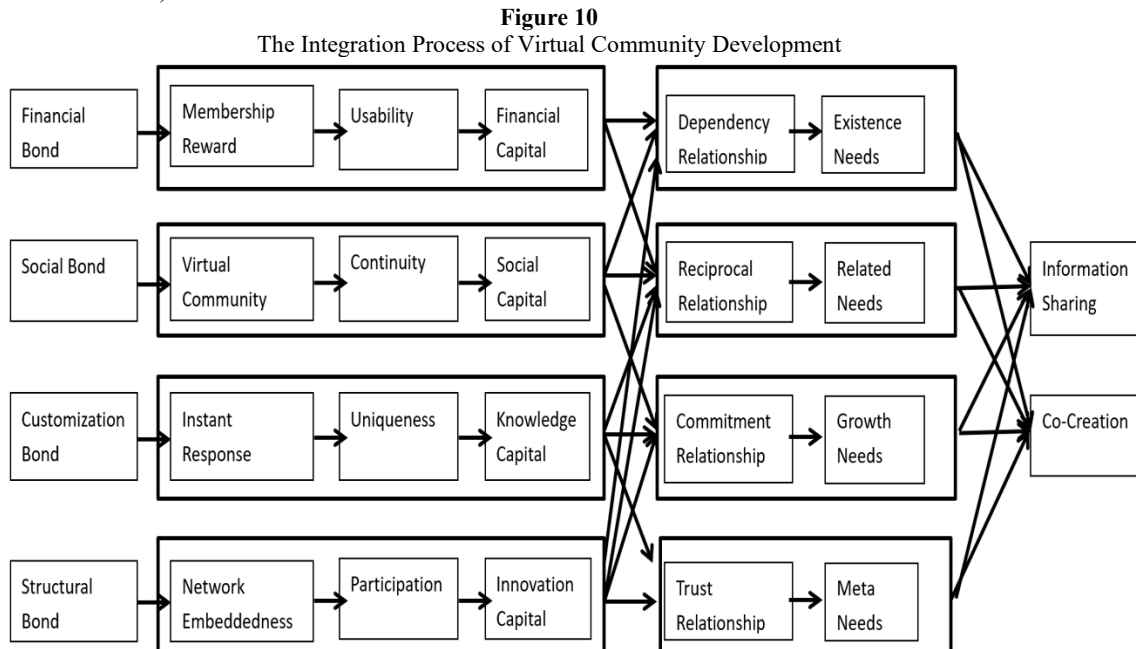 )
Figure 10
The Integration Process of Virtual Community Development
Financial
Bond
Membership
Reward
Usability
Financial
Capital
Dependency
Relationship
Existence
Needs
Social Bond
Virtual
Community
Continuity
Social
Capital
Reciprocal
Relationship
Related
Needs
Information
Sharing
Customization
Bond
Instant
Response
Uniqueness
Knowledge
Capital
Commitment
Relationship
Growth
Needs
Co-Creation
Structural
Bond
Network
Embeddedness
Participation
Innovation
Capital
Trust
Relationship
Meta
Needs